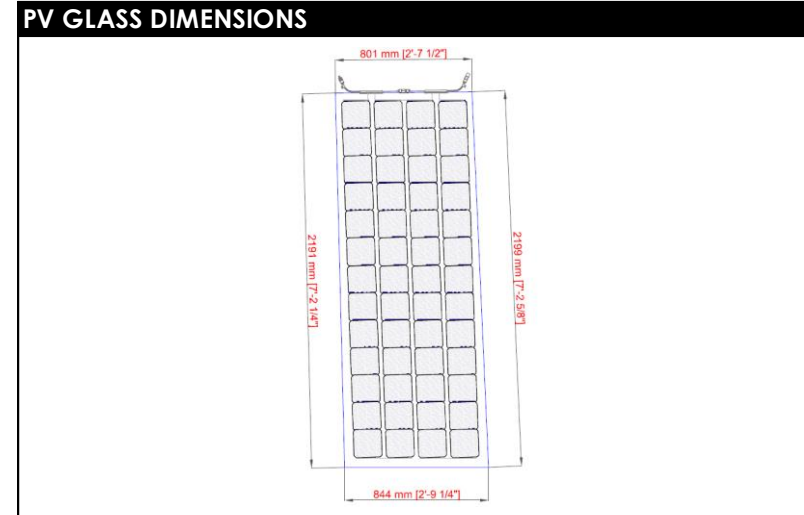 PV GLASS DIMENSIONS
801 mm [2'-7 1/2"]
2191 mm [7'-2 1/4"]
2199 mm [7'-2 5/8"]
844 mm [2'-9 1/4"]